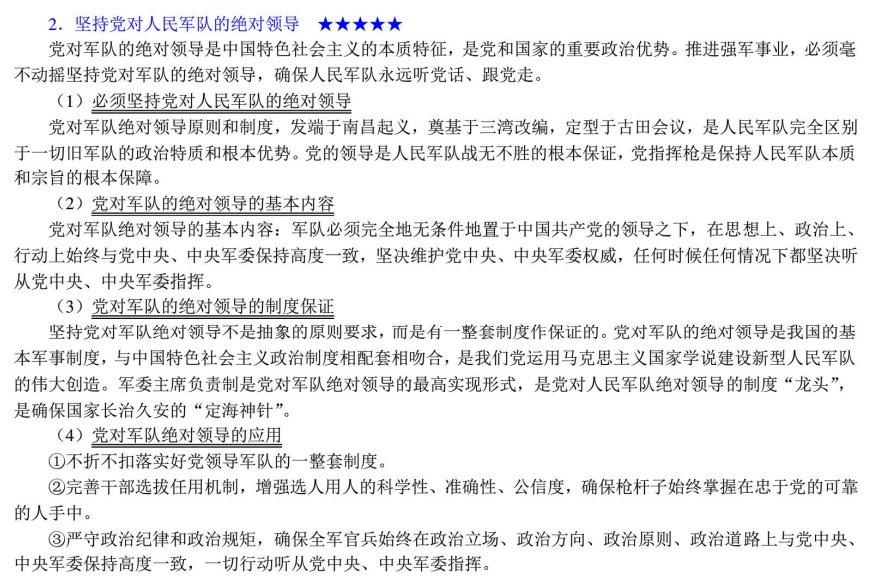 2．坚持党对人民军队的绝对领导　★★★★★
党对军队的绝对领导是中国特色社会主义的本质特征，是党和国家的重要政治优势。推进强军事业，必须毫
不动摇坚持党对军队的绝对领导，确保人民军队永远听党话、跟党走。
（1）必须坚持党对人民军队的绝对领导
党对军队绝对领导原则和制度，发端于南昌起义，奠基于三湾改编，定型于古田会议，是人民军队完全区别
于一切旧军队的政治特质和根本优势。党的领导是人民军队战无不胜的根本保证，党指挥枪是保持人民军队本质
和宗旨的根本保障。
（2）党对军队的绝对领导的基本内容
党对军队绝对领导的基本内容：军队必须完全地无条件地置于中国共产党的领导之下，在思想上、政治上、
行动上始终与党中央、中央军委保持高度一致，坚决维护党中央、中央军委权威，任何时候任何情况下都坚决听
从党中央、中央军委指挥。
（3）党对军队的绝对领导的制度保证
坚持党对军队绝对领导不是抽象的原则要求，而是有一整套制度作保证的。党对军队的绝对领导是我国的基
本军事制度，与中国特色社会主义政治制度相配套相吻合，是我们党运用马克思主义国家学说建设新型人民军队
的伟大创造。军委主席负责制是党对军队绝对领导的最高实现形式，是党对人民军队绝对领导的制度“龙头”，
是确保国家长治久安的“定海神针”。
（4）党对军队绝对领导的应用
①不折不扣落实好党领导军队的一整套制度。
②完善干部选拔任用机制，增强选人用人的科学性、准确性、公信度，确保枪杆子始终掌握在忠于党的可靠
的人手中。
③严守政治纪律和政治规矩，确保全军官兵始终在政治立场、政治方向、政治原则、政治道路上与党中央、
中央军委保持高度一致，一切行动听从党中央、中央军委指挥。